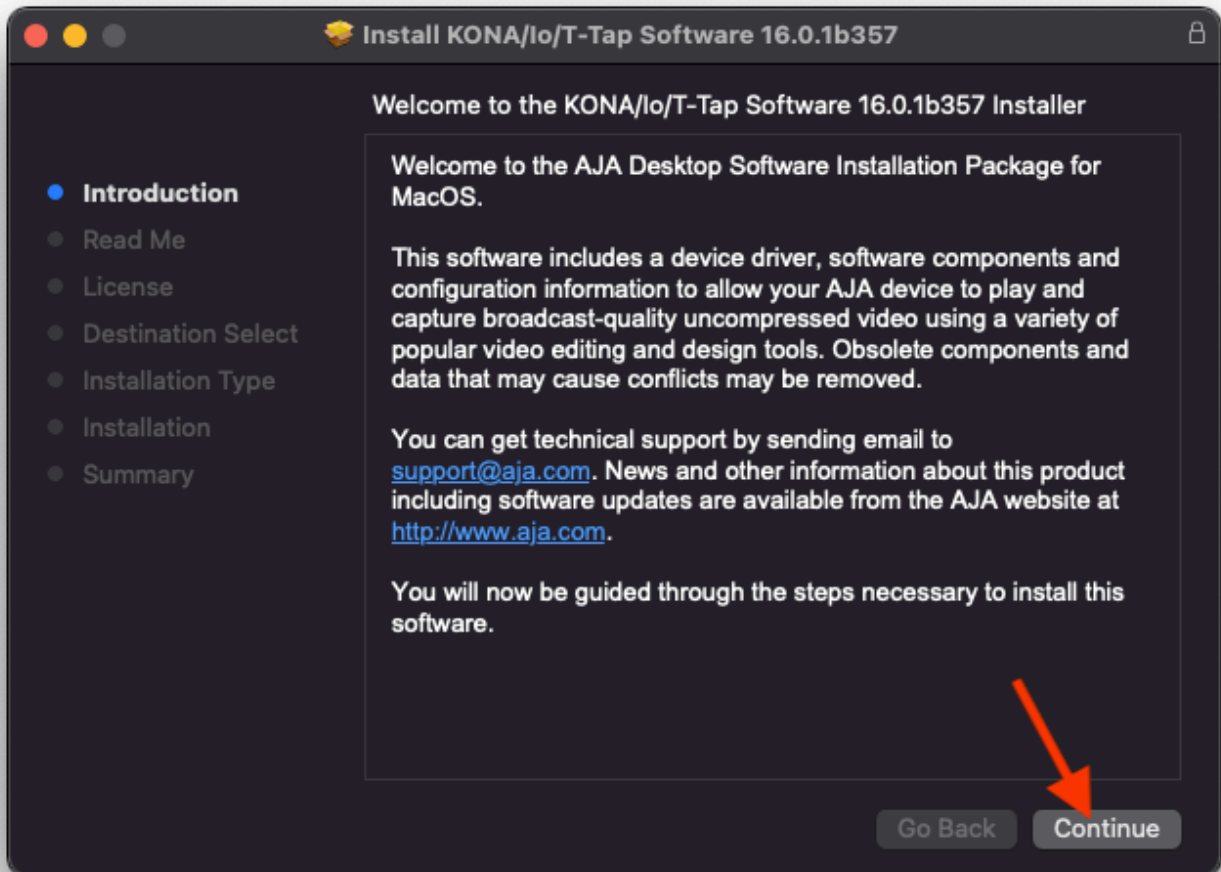 Install KONA/Io/T-Tap Software 16.0.1b357
Welcome to the KONA/Io/T-Tap Software 16.0.1b357 Installer
Introduction
Read Me
License
Destination Select
Installation Type
Installation
Summary
Welcome to the AJA Desktop Software Installation Package for
MacOS.
This software includes a device driver, software components and
configuration information to allow your AJA device to play and
capture broadcast-quality uncompressed video using a variety of
popular video editing and design tools. Obsolete components and
data that may cause conflicts may be removed.
You can get technical support by sending email to
support@aja.com. News and other information about this product
including software updates are available from the AJA website at
http://www.aja.com.
You will now be guided through the steps necessary to install this
software.
Go Back
Continue